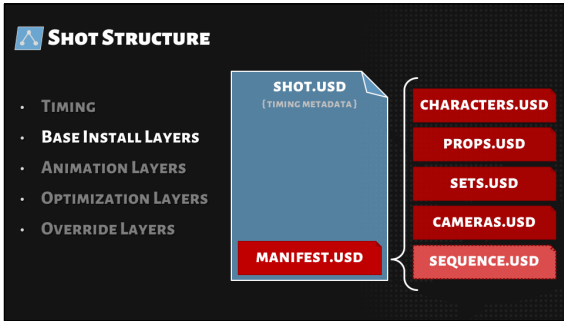 SHOT STRUCTURE
• TIMING
• BASE INSTALL LAYERS
• ANIMATION LAYERS
• OPTIMIZATION LAYERS
• OVERRIDE LAYERS
SHOT.USD
{ TIMING METADATA }
MANIFEST.USD
CHARACTERS.USD
PROPS.USD
SETS.USD
CAMERAS.USD
SEQUENCE.USD